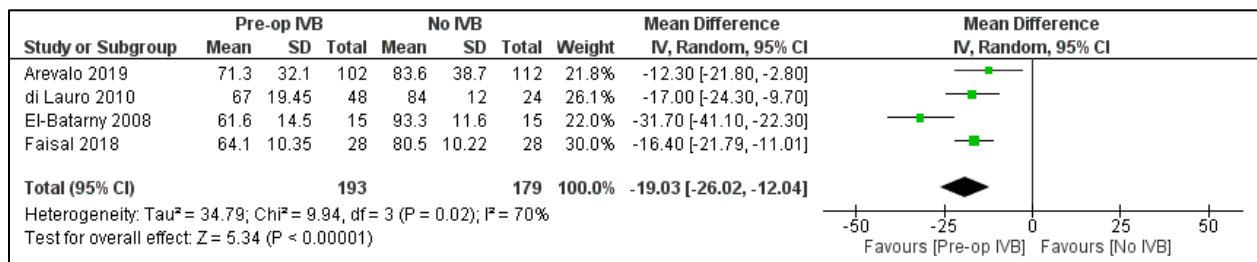 Pre-op IVB No IVB Mean Difference Mean Difference
Study or Subgroup Mean SD Total Mean SD Total Weight IV, Random, 95% CI IV, Random, 95% CI
Arevalo 2019 71.3 32.1 102 83.6 38.7 112 21.8% -12.30 [-21.80, -2.80]
di Lauro 2010 67 19.45 48 84 12 24 26.1% -17.00 [-24.30, -9.70]
El-Batarny 2008 61.6 14.5 15 93.3 11.6 15 22.0% -31.70 [-41.10, -22.30]
Faisal 2018 64.1 10.35 28 80.5 10.22 28 30.0% -16.40 [-21.79, -11.01]
Total (95% CI) 193 179 100.0% -19.03 [-26.02, -12.04]
Heterogeneity: Tau² = 34.79; Chi² = 9.94, df = 3 (P = 0.02); I² = 70%
Test for overall effect: Z = 5.34 (P < 0.00001)
-50 -25 0 25 50
Favours [Pre-op IVB] Favours [No IVB]